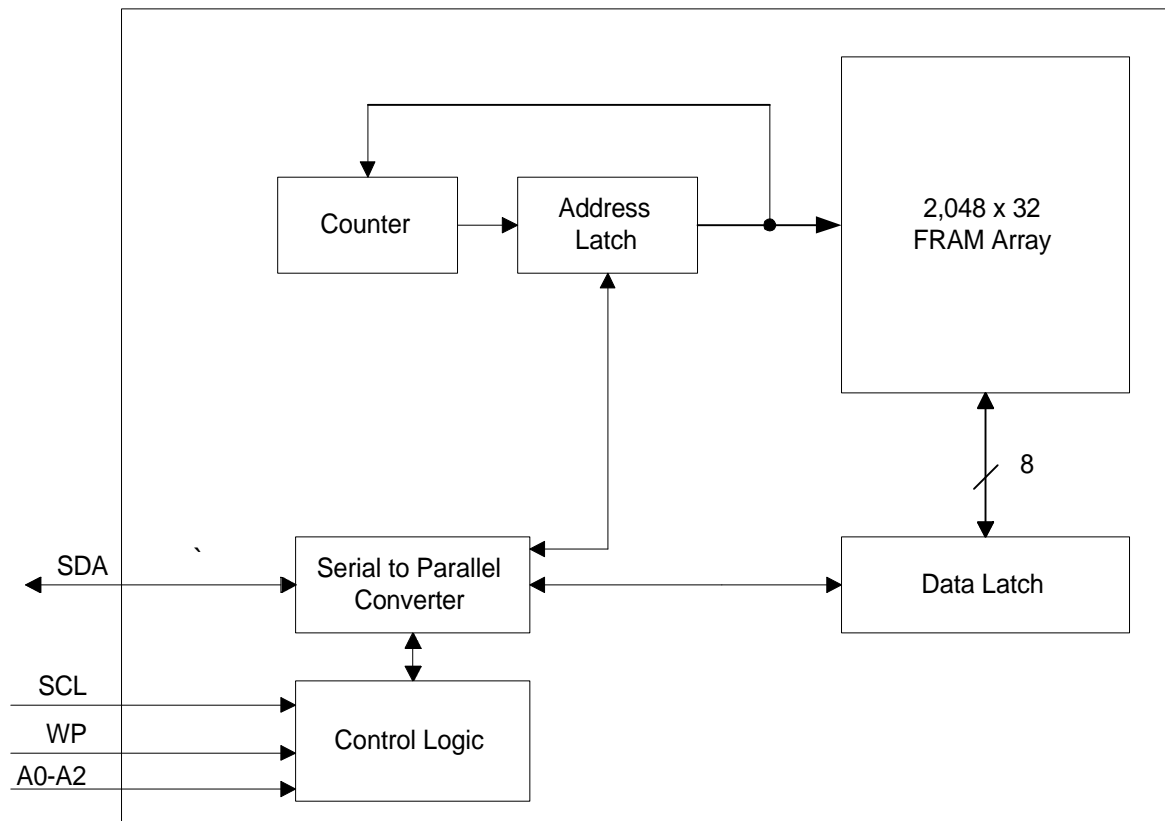 Counter
Address
Latch
2,048 x 32
FRAM Array
8
SDA
`
Serial to Parallel
Converter
Data Latch
SCL
WP
A0-A2
Control Logic